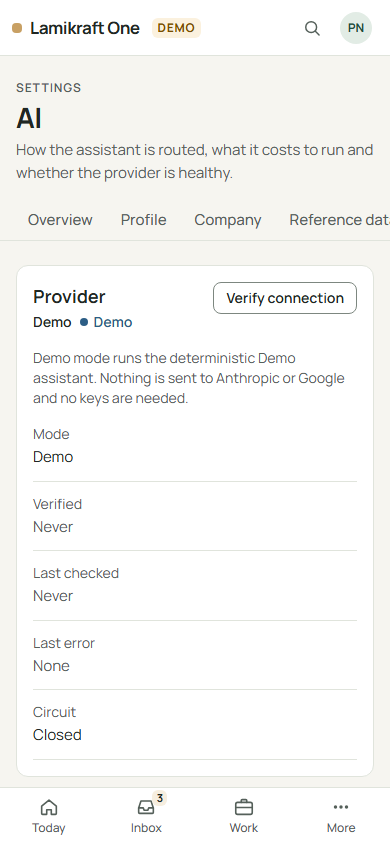 Lamikraft One DEMO PN
SETTINGS
AI
How the assistant is routed, what it costs to run and
whether the provider is healthy.
Overview Profile Company Reference data
Provider Verify connection
Demo Demo
Demo mode runs the deterministic Demo
assistant. Nothing is sent to Anthropic or Google
and no keys are needed.
Mode
Demo
Verified
Never
Last checked
Never
Last error
None
Circuit
Closed
3
Today Inbox Work More